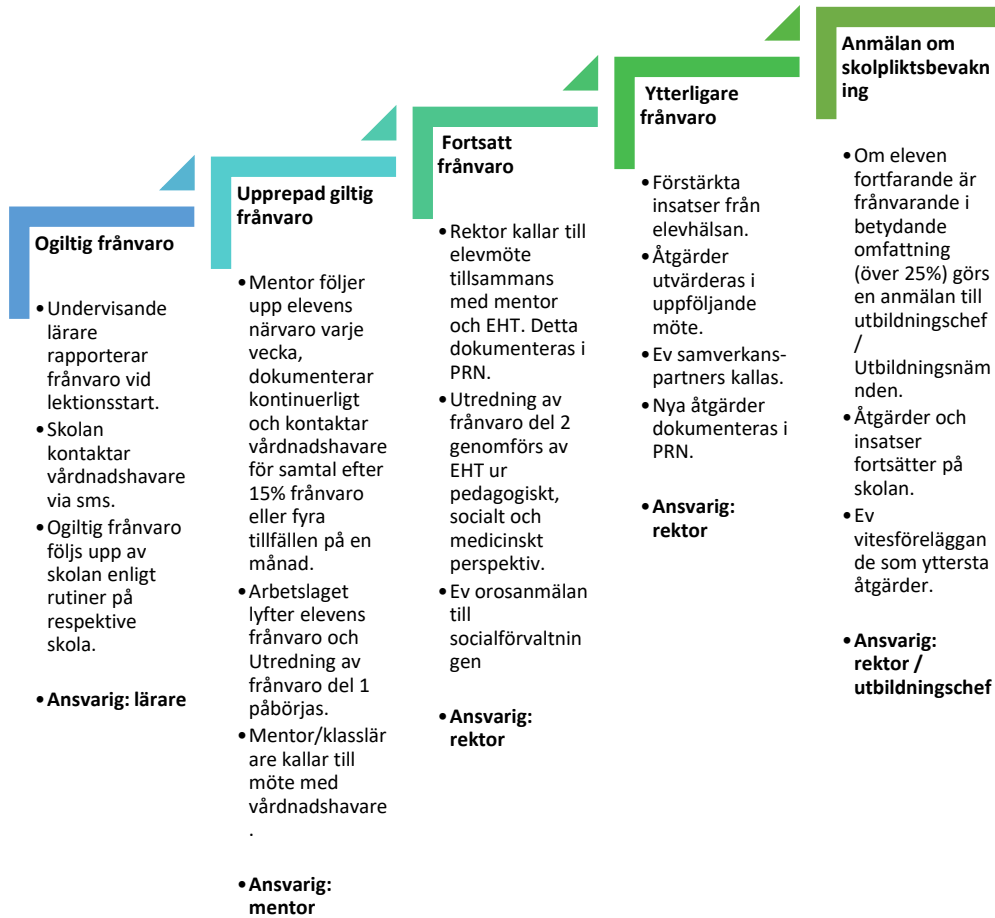 Ogiltig frånvaro
•Undervisande
lärare
rapporterar
frånvaro vid
lektionsstart.
•Skolan
kontaktar
vårdnadshavare
via sms.
•Ogiltig frånvaro
följs upp av
skolan enligt
rutiner på
respektive
skola.
•Ansvarig: lärare
Upprepad giltig
frånvaro
•Mentor följer
upp elevens
närvaro varje
vecka,
dokumenterar
kontinuerligt
och kontaktar
vårdnadshavare
för samtal efter
15% frånvaro
eller fyra
tillfällen på en
månad.
•Arbetslaget
lyfter elevens
frånvaro och
Utredning av
frånvaro del 1
påbörjas.
•Mentor/klasslär
are kallar till
möte med
vårdnadshavare
.
•Ansvarig:
mentor
Fortsatt
frånvaro
•Rektor kallar till
elevmöte
tillsammans
med mentor
och EHT. Detta
dokumenteras i
PRN.
•Utredning av
frånvaro del 2
genomförs av
EHT ur
pedagogiskt,
socialt och
medicinskt
perspektiv.
•Ev orosanmälan
till
socialförvaltnin
gen
•Ansvarig:
rektor
Ytterligare
frånvaro
•Förstärkta
insatser från
elevhälsan.
•Åtgärder
utvärderas i
uppföljande
möte.
•Ev samverkans-
partners kallas.
•Nya åtgärder
dokumenteras i
PRN.
•Ansvarig:
rektor
Anmälan om
skolpliktsbevakn
ing
•Om eleven
fortfarande är
frånvarande i
betydande
omfattning
(över 25%) görs
en anmälan till
utbildningschef
/
Utbildningsnäm
nden.
•Åtgärder och
insatser
fortsätter på
skolan.
•Ev
vitesföreläggan
de som yttersta
åtgärder.
•Ansvarig:
rektor /
utbildningschef